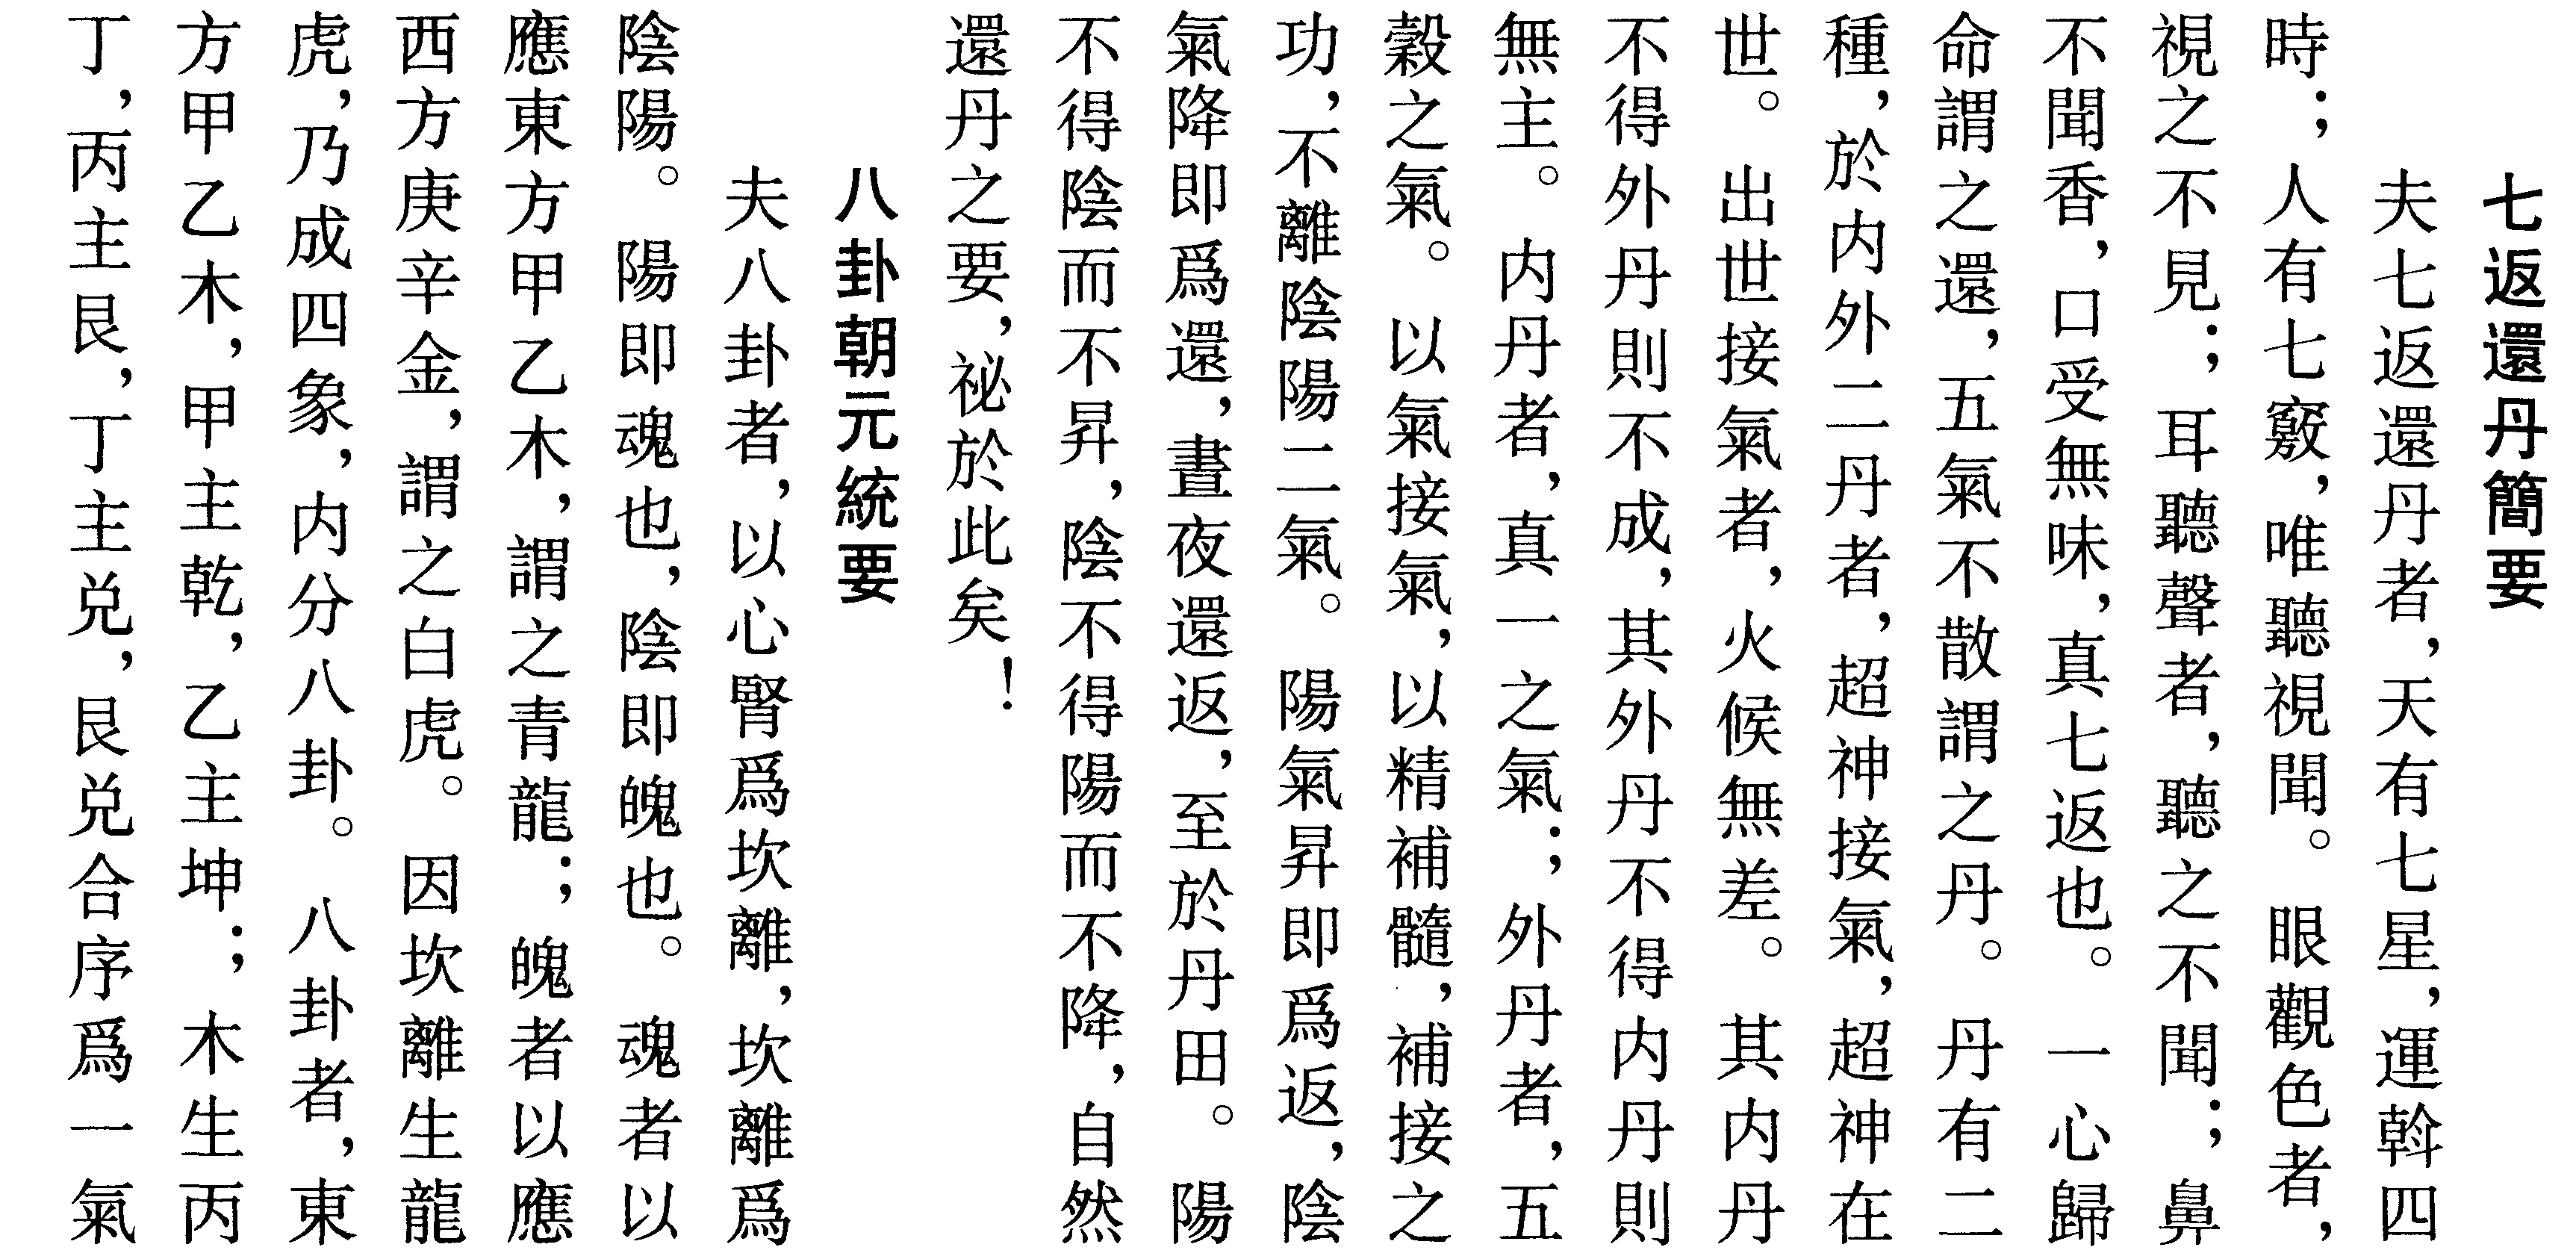 七返還丹簡要
夫七返還丹者，天有七星，運斡四
時；人有七竅，唯聽視聞。眼觀色者，
視之不見；耳聽聲者，聽之不聞；鼻
不聞香，口受無味，真七返也。一心歸
命謂之還，五氣不散謂之丹。丹有二
種，於内外二丹者，超神接氣，超神在
世。出世接氣者，火候無差。其内丹
不得外丹則不成，其外丹不得内丹則
無主。内丹者，真一之氣；外丹者，五
穀之氣。以氣接氣，以精補髓，補接之
功，不離陰陽二氣。陽氣昇即爲返，陰
氣降即爲還，晝夜還返，至於丹田。陽
不得陰而不昇，陰不得陽而不降，自然
還丹之要，祕於此矣！
八卦朝元統要
夫八卦者，以心腎爲坎離，坎離爲
陰陽。陽即魂也，陰即魄也。魂者以
應東方甲乙木，謂之青龍；魄者以應
西方庚辛金，謂之白虎。因坎離生龍
虎，乃成四象，内分八卦。八卦者，東
方甲乙木，甲主乾，乙主坤；木生丙
丁，丙主艮，丁主兑，艮兑合序爲一氣